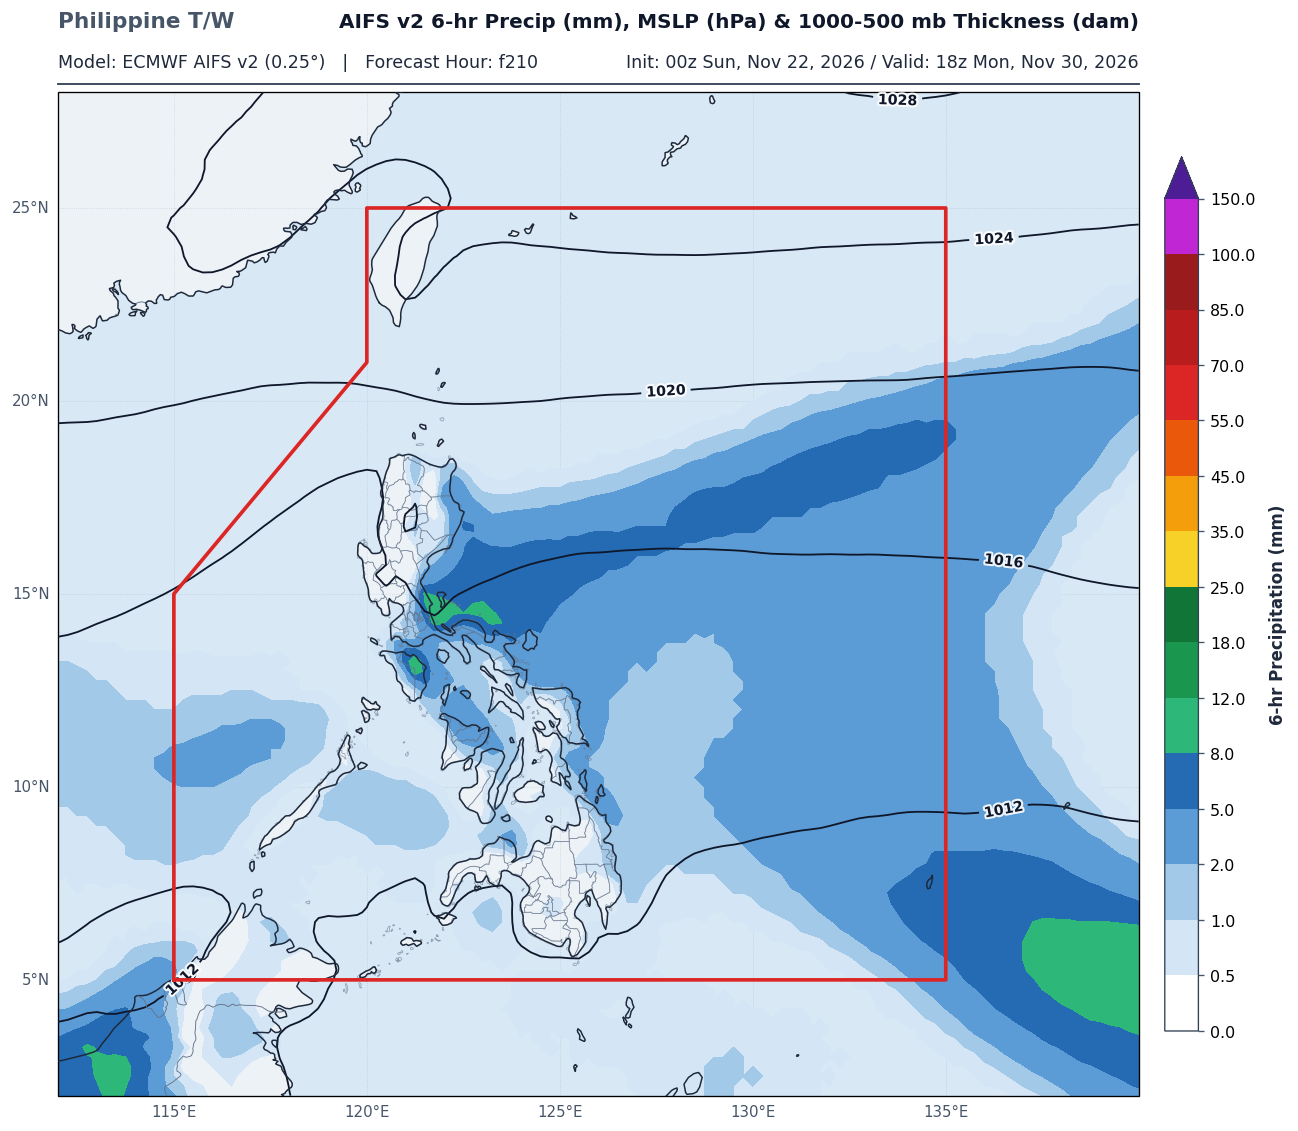 Philippine T/W
AIFS v2 6-hr Precip (mm), MSLP (hPa) & 1000-500 mb Thickness (dam)
Model: ECMWF AIFS v2 (0.25°) | Forecast Hour: f210
Init: 00z Sun, Nov 22, 2026 / Valid: 18z Mon, Nov 30, 2026
1028
25°N
1024
20°N
1020
15°N
1016
10°N
1012
5°N
1012
115°E
120°E
125°E
130°E
135°E
150.0
100.0
85.0
70.0
55.0
45.0
35.0
25.0
18.0
12.0
8.0
5.0
2.0
1.0
0.5
0.0
6-hr Precipitation (mm)